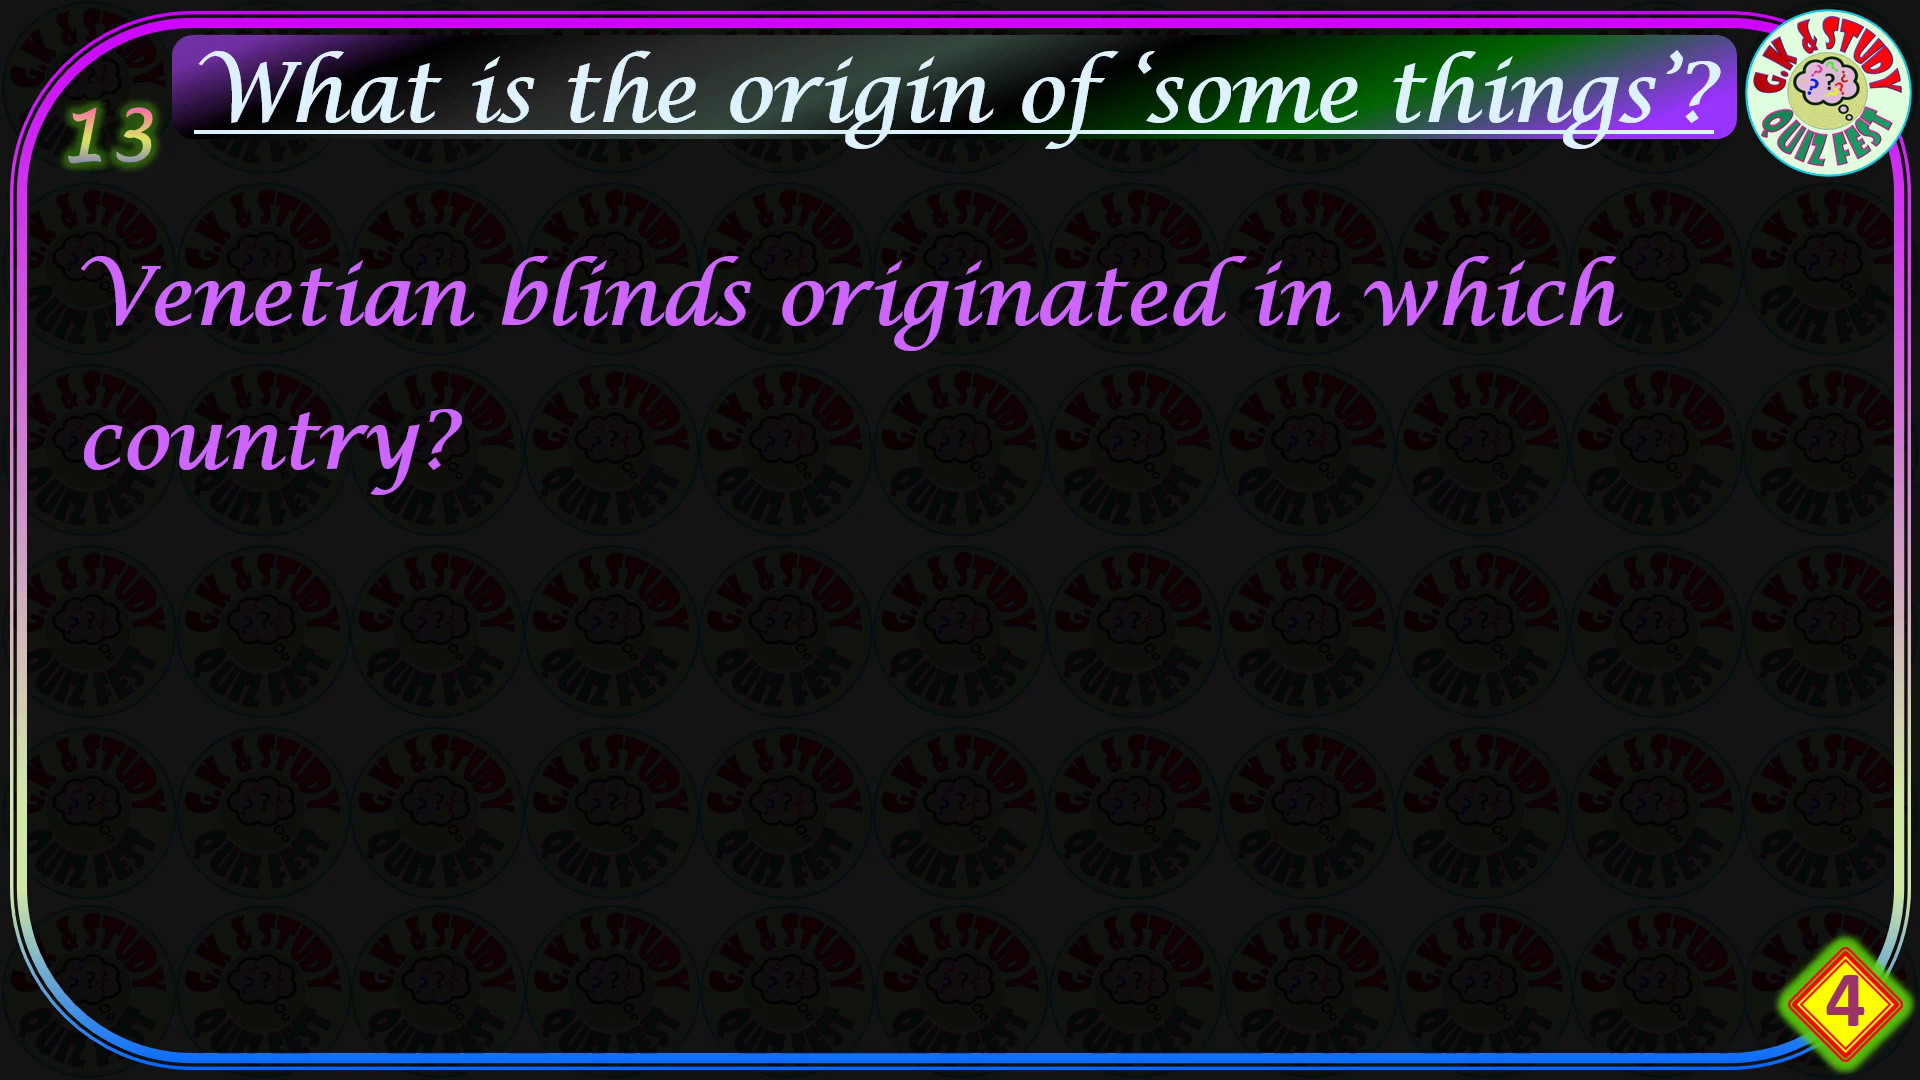 What is the origin of ‘some things’?
G.K & STUDY
QUIZ FEST
13
Venetian blinds originated in which
country?
4